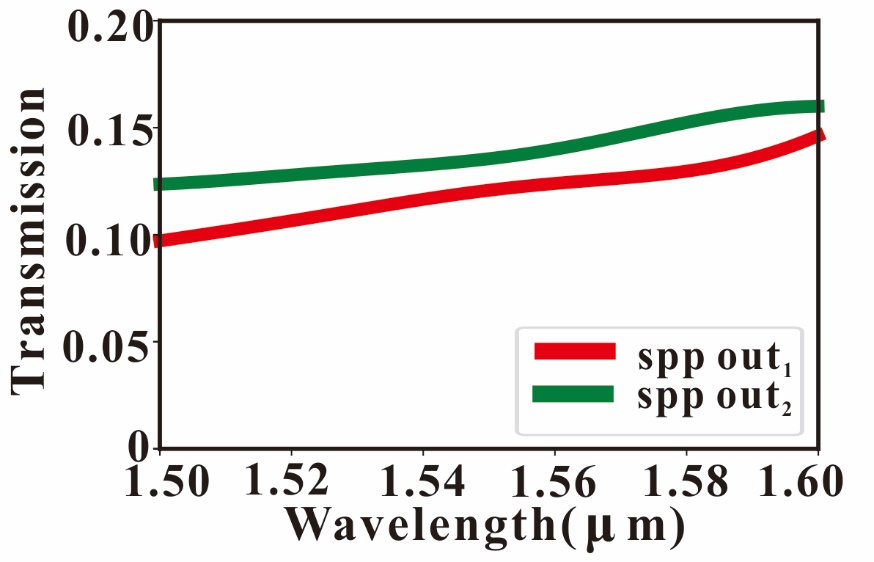 0.20
0.15
0.10
0.05
0
Transmission
1.50 1.52 1.54 1.56 1.58 1.60
Wavelength(μm)
spp out₁
spp out₂